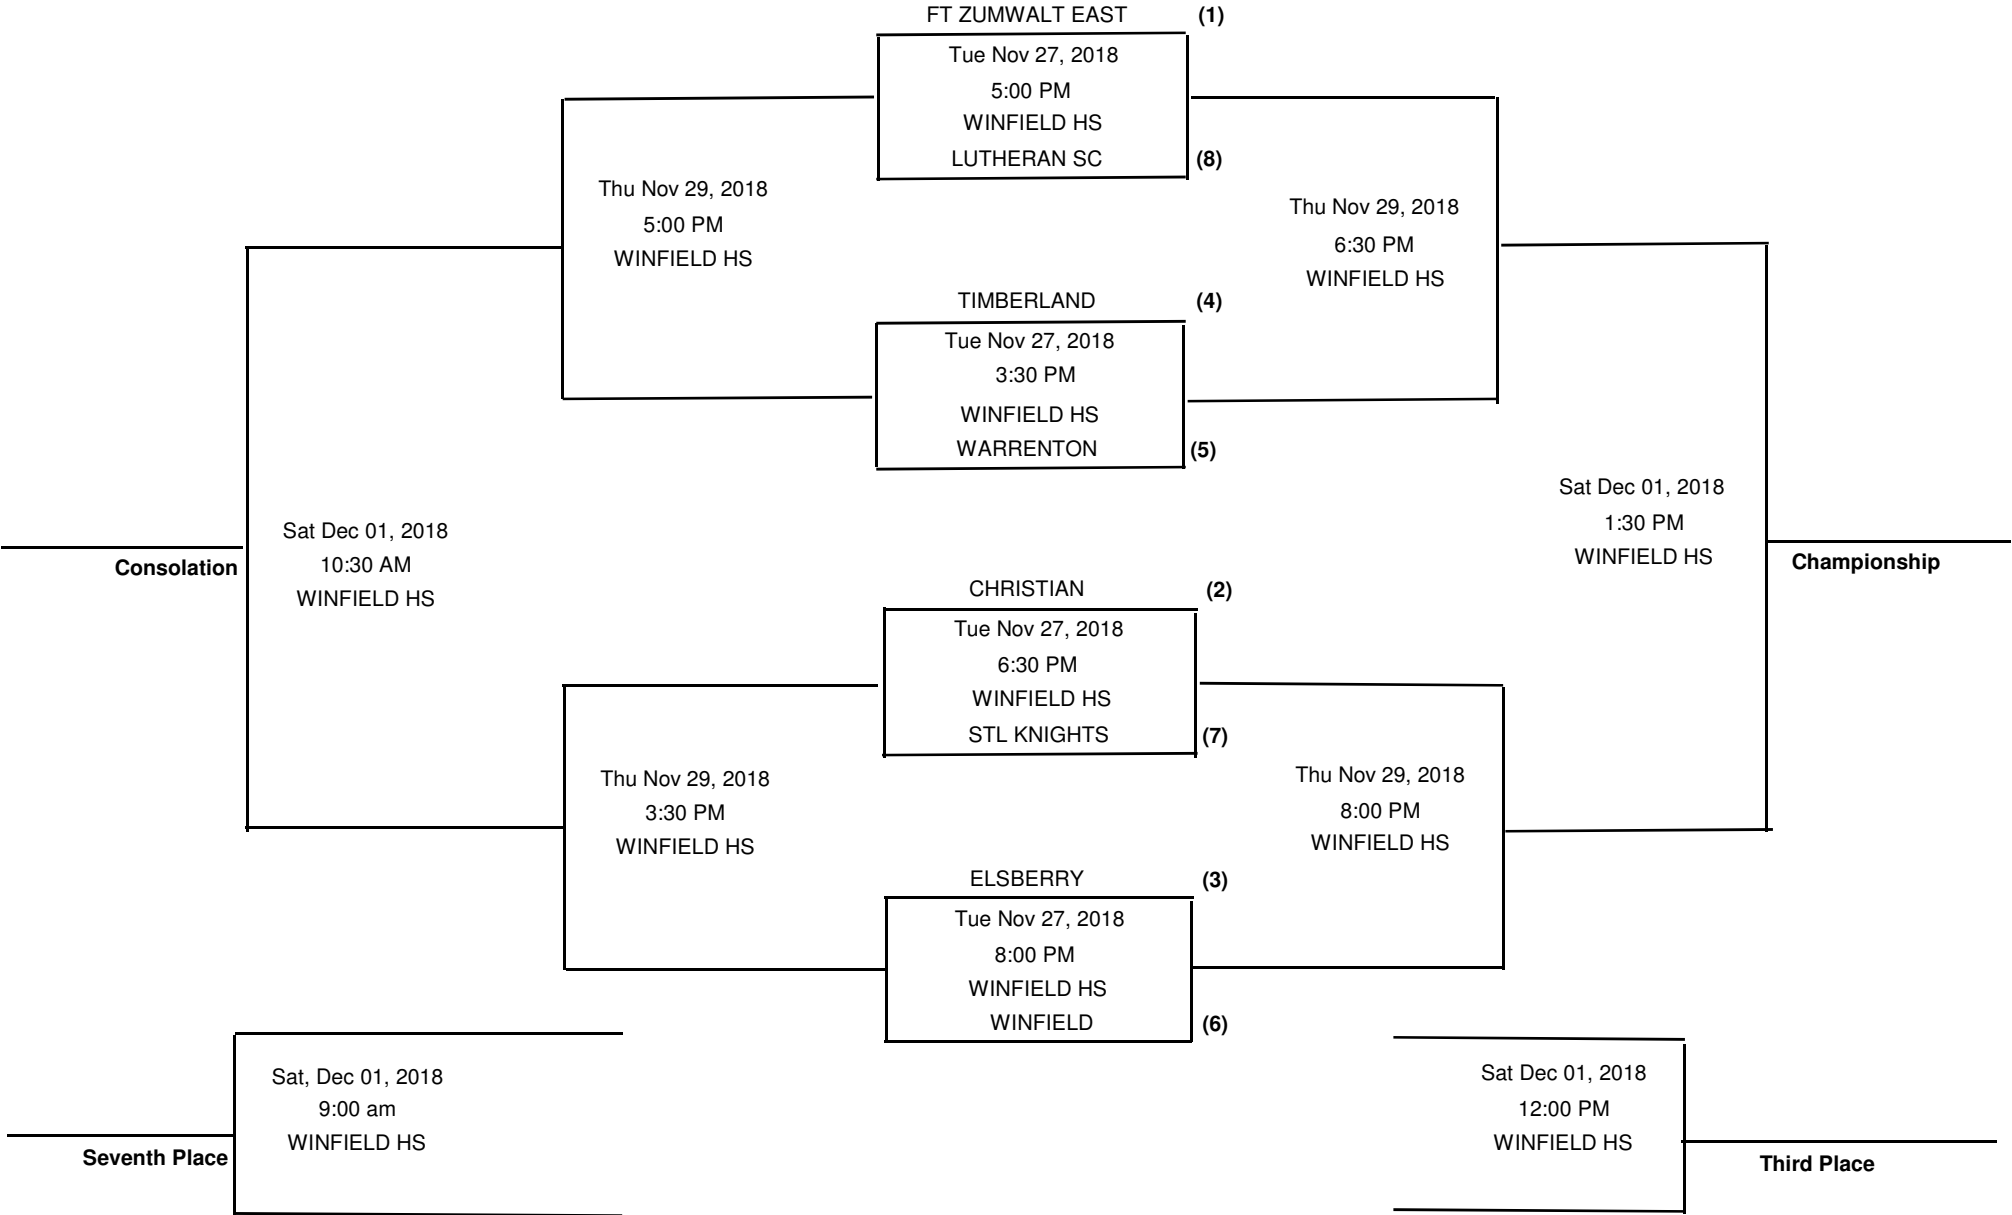 FT ZUMWALT EAST (1)
Tue Nov 27, 2018
5:00 PM
WINFIELD HS
LUTHERAN SC (8)
Thu Nov 29, 2018
5:00 PM
WINFIELD HS
Thu Nov 29, 2018
6:30 PM
WINFIELD HS
TIMBERLAND (4)
Tue Nov 27, 2018
3:30 PM
WINFIELD HS
WARRENTON (5)
Sat Dec 01, 2018
10:30 AM
WINFIELD HS
Consolation
Sat Dec 01, 2018
1:30 PM
WINFIELD HS
Championship
CHRISTIAN (2)
Tue Nov 27, 2018
6:30 PM
WINFIELD HS
STL KNIGHTS (7)
Thu Nov 29, 2018
3:30 PM
WINFIELD HS
Thu Nov 29, 2018
8:00 PM
WINFIELD HS
ELSBERRY (3)
Tue Nov 27, 2018
8:00 PM
WINFIELD HS
WINFIELD (6)
Sat, Dec 01, 2018
9:00 am
WINFIELD HS
Seventh Place
Sat Dec 01, 2018
12:00 PM
WINFIELD HS
Third Place